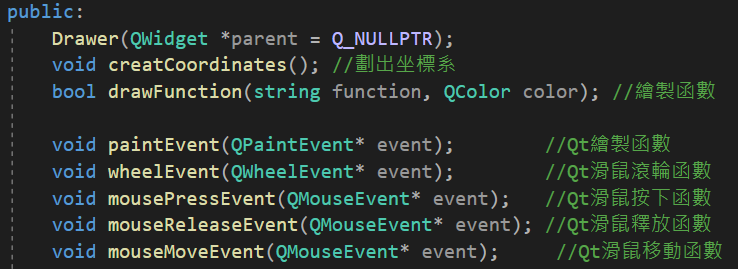 public:
Drawer(QWidget *parent = Q_NULLPTR);
void creatCoordinates(); //劃出坐標系
bool drawFunction(string function, QColor color); //繪製函數
void paintEvent(QPaintEvent* event); //Qt繪製函數
void wheelEvent(QWheelEvent* event); //Qt滑鼠滾輪函數
void mousePressEvent(QMouseEvent* event); //Qt滑鼠按下函數
void mouseReleaseEvent(QMouseEvent* event); //Qt滑鼠釋放函數
void mouseMoveEvent(QMouseEvent* event); //Qt滑鼠移動函數